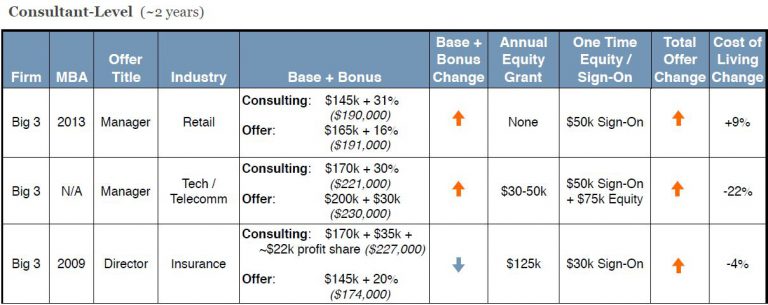 Consultant-Level (~2 years)
Firm MBA Offer Title Industry Base + Bonus Base + Bonus Change Annual Equity Grant One Time Equity / Sign-On Total Offer Change Cost of Living Change
Big 3 2013 Manager Retail
Consulting: $145k + 31%
($190,000)
Offer: $165k + 16%
($191,000)
None $50k Sign-On +9%
Big 3 N/A Manager Tech / Telecomm
Consulting: $170k + 30%
($221,000)
Offer: $200k + $30k
($230,000)
$30-50k $50k Sign-On + $75k Equity -22%
Big 3 2009 Director Insurance
Consulting: $170k + $35k +
~$22k profit share ($227,000)
Offer: $145k + 20%
($174,000)
$125k $30k Sign-On -4%